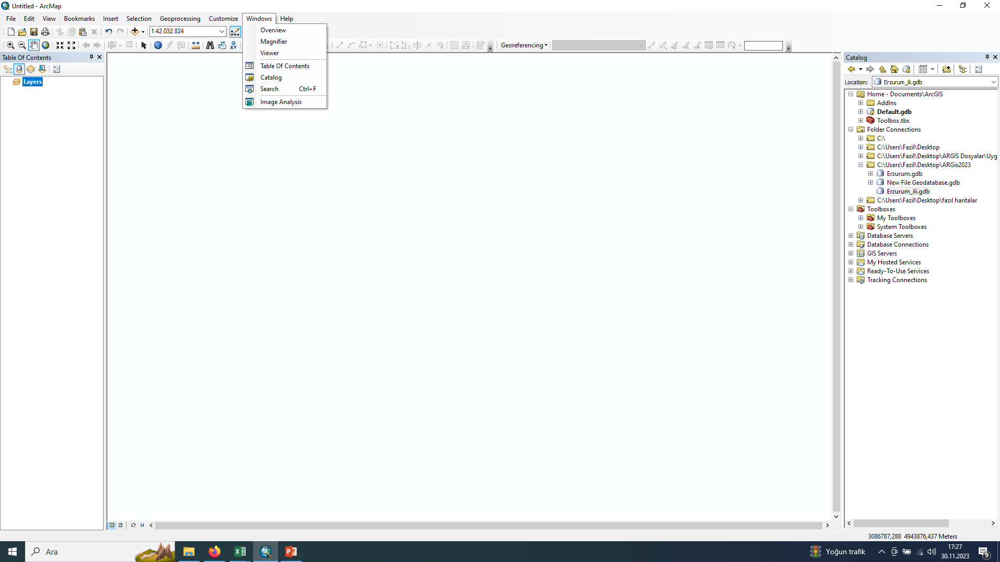 Untitled - ArcMap
File Edit View Bookmarks Insert Selection Geoprocessing Customize Windows Help
1:42.032.824
Georeferencing
Overview
Magnifier
Viewer
Table Of Contents
Catalog
Search Ctrl+F
Image Analysis
Table Of Contents
Layers
Catalog
Location: Erzurum_ili.gdb
Home - Documents\ArcGIS
AddIns
Default.gdb
Toolbox.tbx
Folder Connections
C:\
C:\Users\Fazil\Desktop
C:\Users\Fazil\Desktop\ARGİS Dosyalar\Uyg
C:\Users\Fazil\Desktop\ARGis2023
Erzurum.gdb
New File Geodatabase.gdb
Erzurum_ili.gdb
C:\Users\Fazil\Desktop\fazıl haritalar
Toolboxes
My Toolboxes
System Toolboxes
Database Servers
Database Connections
GIS Servers
My Hosted Services
Ready-To-Use Services
Tracking Connections
3086787,288 4943876,437 Meters
Ara
Yoğun trafik
17:27
30.11.2023
9